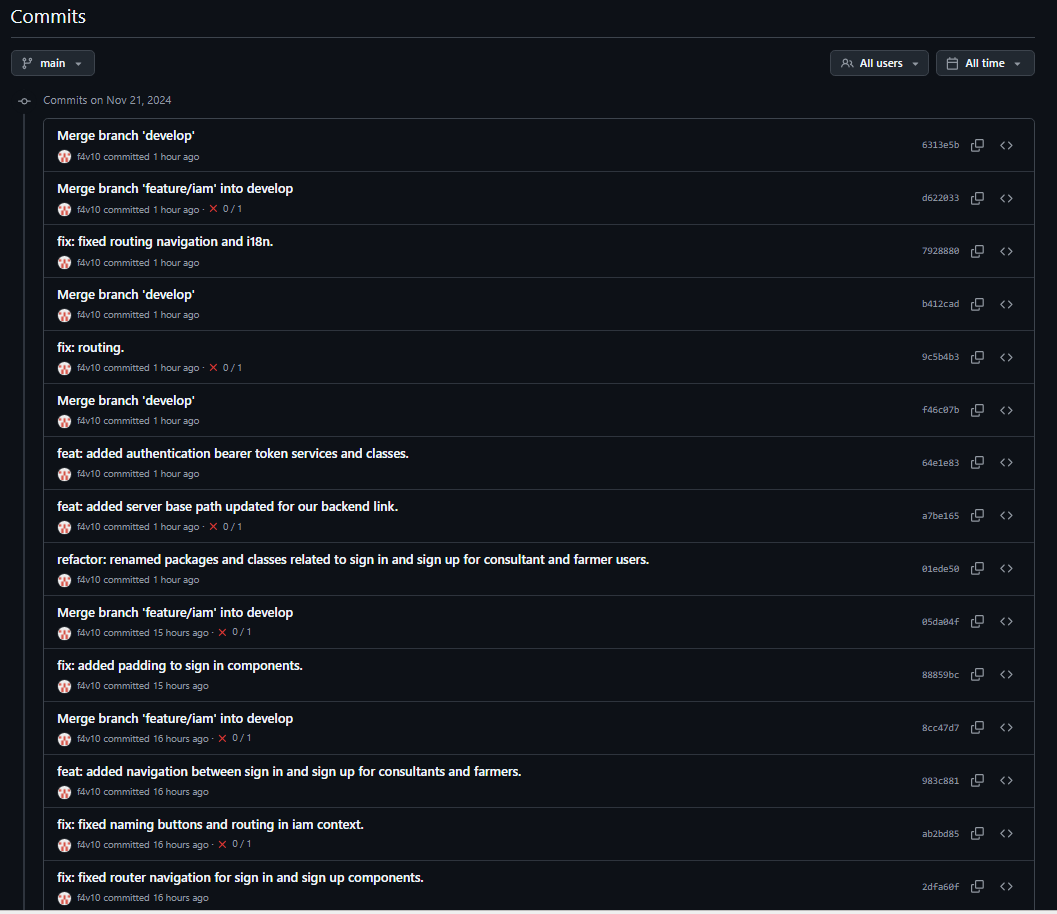 Commits
main
All users
All time
Commits on Nov 21, 2024
Merge branch 'develop'
6313e5b
f4v10 committed 1 hour ago
Merge branch 'feature/iam' into develop
d622033
f4v10 committed 1 hour ago · 0 / 1
fix: fixed routing navigation and i18n.
7928880
f4v10 committed 1 hour ago
Merge branch 'develop'
b412cad
f4v10 committed 1 hour ago
fix: routing.
9c5b4b3
f4v10 committed 1 hour ago · 0 / 1
Merge branch 'develop'
f46c07b
f4v10 committed 1 hour ago
feat: added authentication bearer token services and classes.
64e1e83
f4v10 committed 1 hour ago
feat: added server base path updated for our backend link.
a7be165
f4v10 committed 1 hour ago · 0 / 1
refactor: renamed packages and classes related to sign in and sign up for consultant and farmer users.
01ede50
f4v10 committed 1 hour ago
Merge branch 'feature/iam' into develop
05da04f
f4v10 committed 15 hours ago · 0 / 1
fix: added padding to sign in components.
88859bc
f4v10 committed 15 hours ago
Merge branch 'feature/iam' into develop
8cc47d7
f4v10 committed 16 hours ago · 0 / 1
feat: added navigation between sign in and sign up for consultants and farmers.
983c881
f4v10 committed 16 hours ago
fix: fixed naming buttons and routing in iam context.
ab2bd85
f4v10 committed 16 hours ago · 0 / 1
fix: fixed router navigation for sign in and sign up components.
2dfa60f
f4v10 committed 16 hours ago